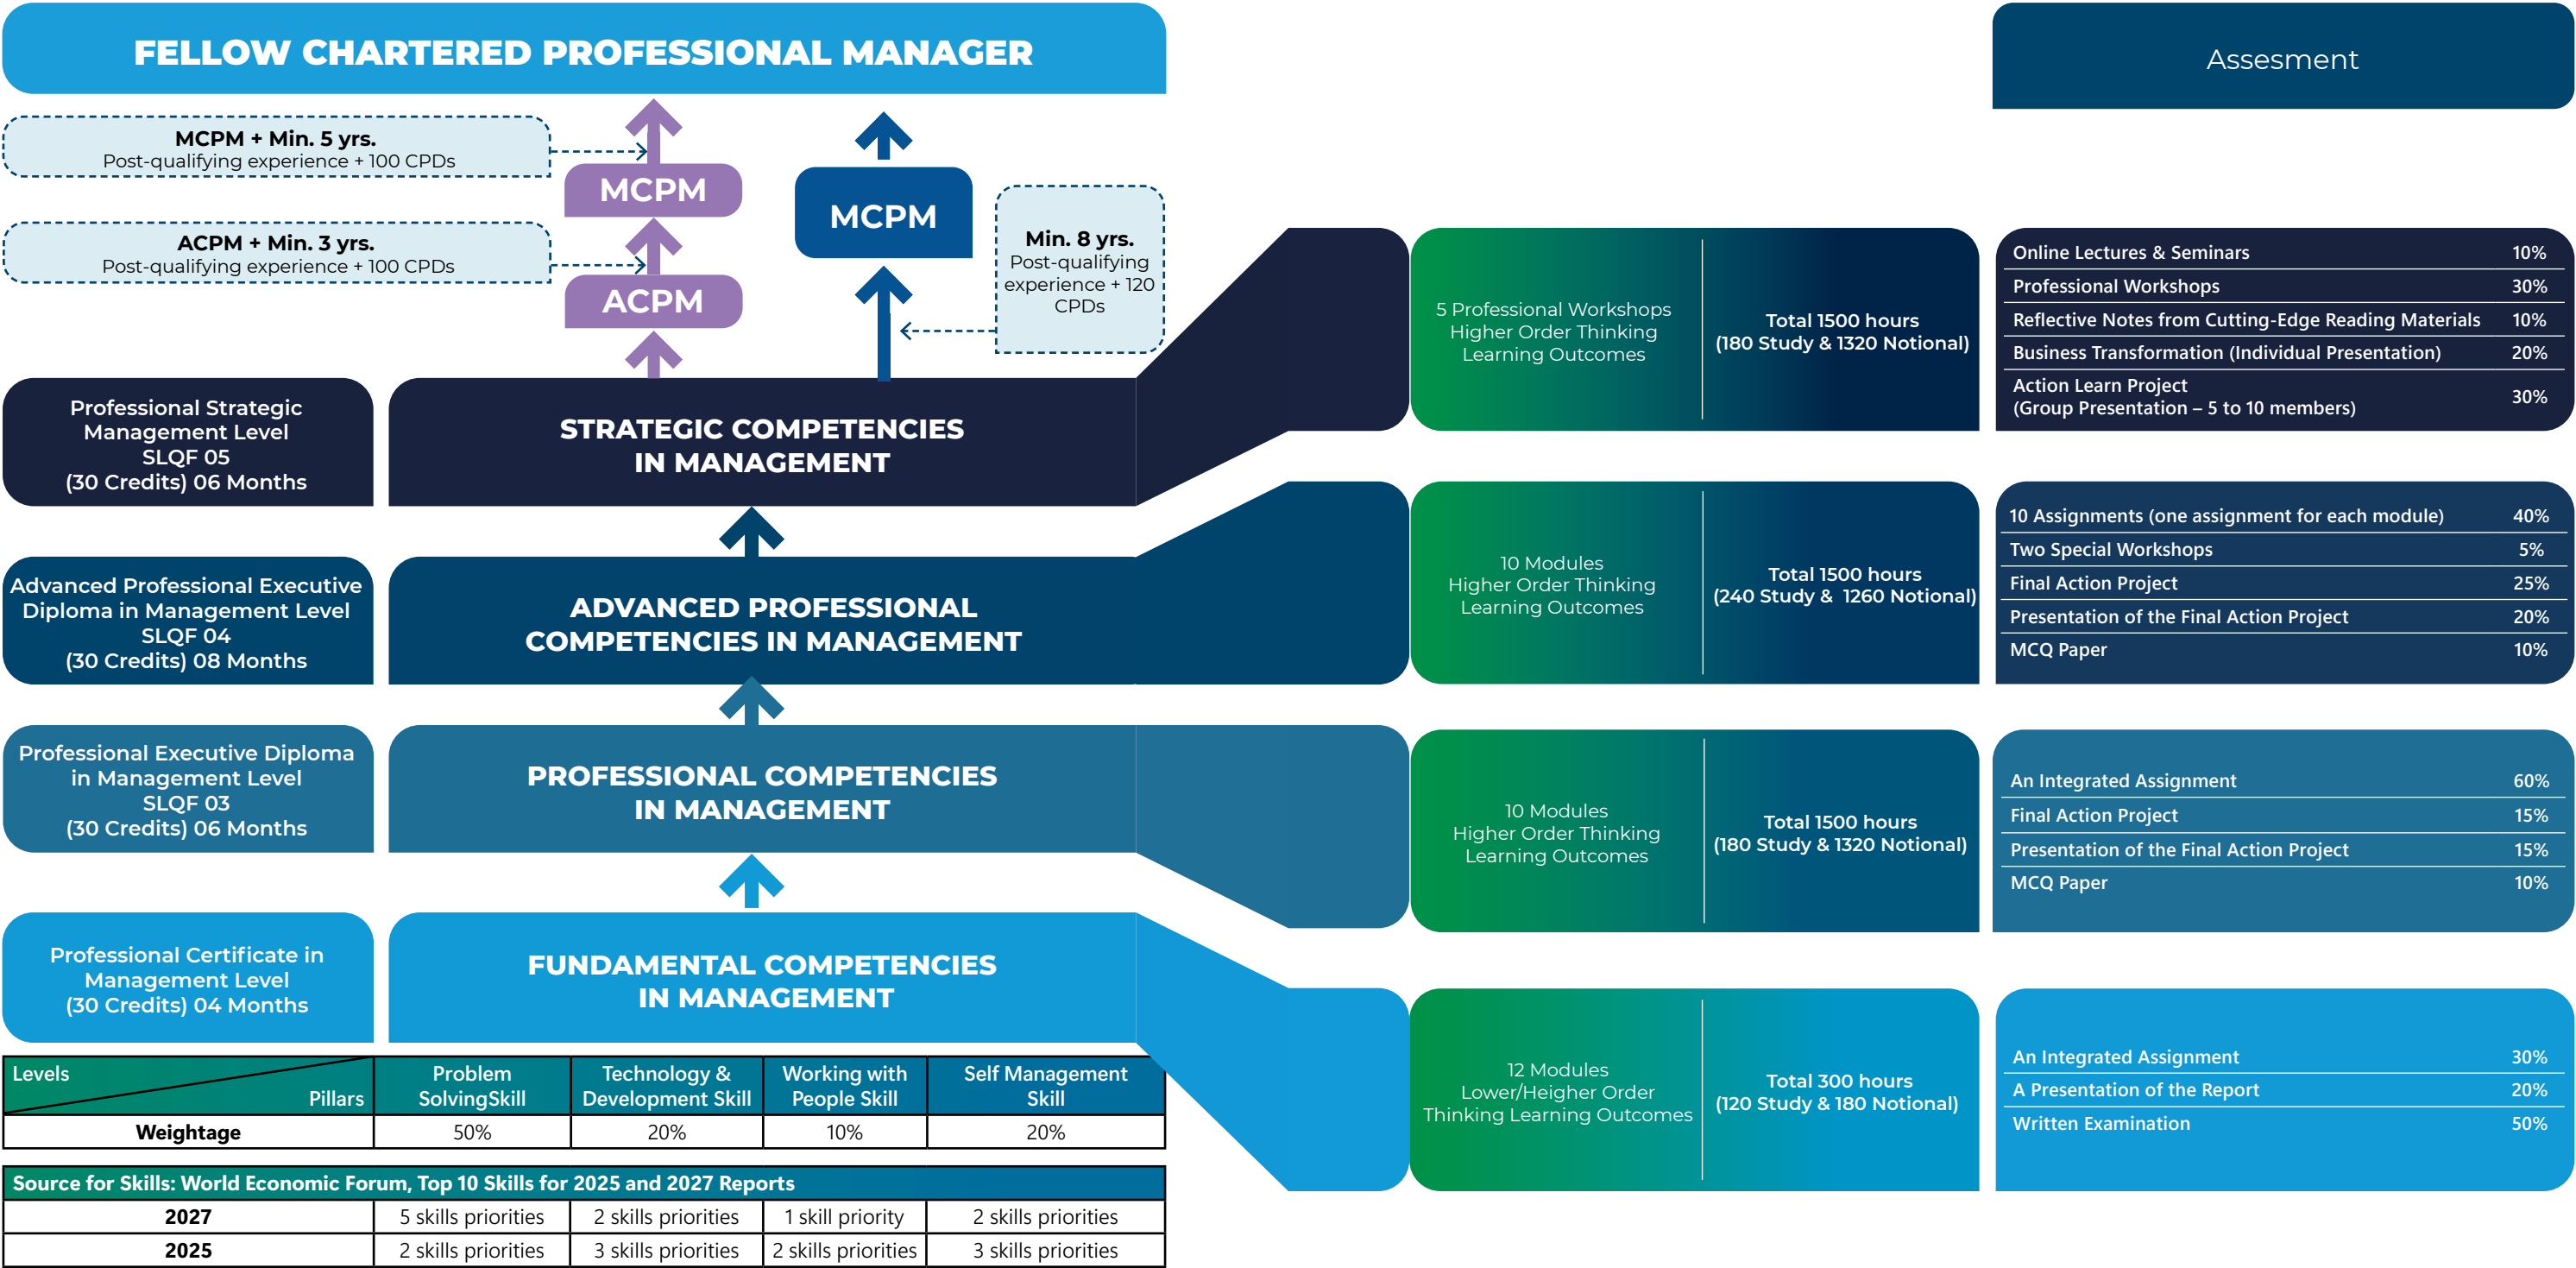 FELLOW CHARTERED PROFESSIONAL MANAGER
Assesment
MCPM + Min. 5 yrs.
Post-qualifying experience + 100 CPDs
MCPM
MCPM
ACPM + Min. 3 yrs.
Post-qualifying experience + 100 CPDs
ACPM
Min. 8 yrs.
Post-qualifying
experience + 120
CPDs
Professional Strategic
Management Level
SLQF 05
(30 Credits) 06 Months
STRATEGIC COMPETENCIES
IN MANAGEMENT
5 Professional Workshops
Higher Order Thinking
Learning Outcomes
Total 1500 hours
(180 Study & 1320 Notional)
Online Lectures & Seminars 10%
Professional Workshops 30%
Reflective Notes from Cutting-Edge Reading Materials 10%
Business Transformation (Individual Presentation) 20%
Action Learn Project
(Group Presentation – 5 to 10 members) 30%
Advanced Professional Executive
Diploma in Management Level
SLQF 04
(30 Credits) 08 Months
ADVANCED PROFESSIONAL
COMPETENCIES IN MANAGEMENT
10 Modules
Higher Order Thinking
Learning Outcomes
Total 1500 hours
(240 Study & 1260 Notional)
10 Assignments (one assignment for each module) 40%
Two Special Workshops 5%
Final Action Project 25%
Presentation of the Final Action Project 20%
MCQ Paper 10%
Professional Executive Diploma
in Management Level
SLQF 03
(30 Credits) 06 Months
PROFESSIONAL COMPETENCIES
IN MANAGEMENT
10 Modules
Higher Order Thinking
Learning Outcomes
Total 1500 hours
(180 Study & 1320 Notional)
An Integrated Assignment 60%
Final Action Project 15%
Presentation of the Final Action Project 15%
MCQ Paper 10%
Professional Certificate in
Management Level
(30 Credits) 04 Months
FUNDAMENTAL COMPETENCIES
IN MANAGEMENT
12 Modules
Lower/Heigher Order
Thinking Learning Outcomes
Total 300 hours
(120 Study & 180 Notional)
An Integrated Assignment 30%
A Presentation of the Report 20%
Written Examination 50%
Levels
Pillars
Problem
SolvingSkill
Technology &
Development Skill
Working with
People Skill
Self Management
Skill
Weightage 50% 20% 10% 20%
Source for Skills: World Economic Forum, Top 10 Skills for 2025 and 2027 Reports
2027 5 skills priorities 2 skills priorities 1 skill priority 2 skills priorities
2025 2 skills priorities 3 skills priorities 2 skills priorities 3 skills priorities